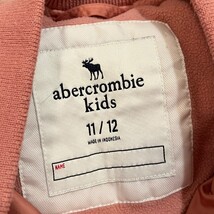 abercrombie
kids
11 / 12
MADE IN INDONESIA
NAME